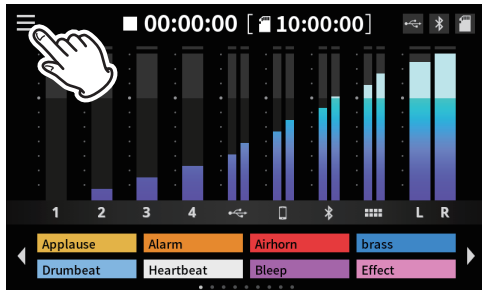 00:00:00 [ 10:00:00]
1 2 3 4 L R
Applause Alarm Airhorn brass
Drumbeat Heartbeat Bleep Effect